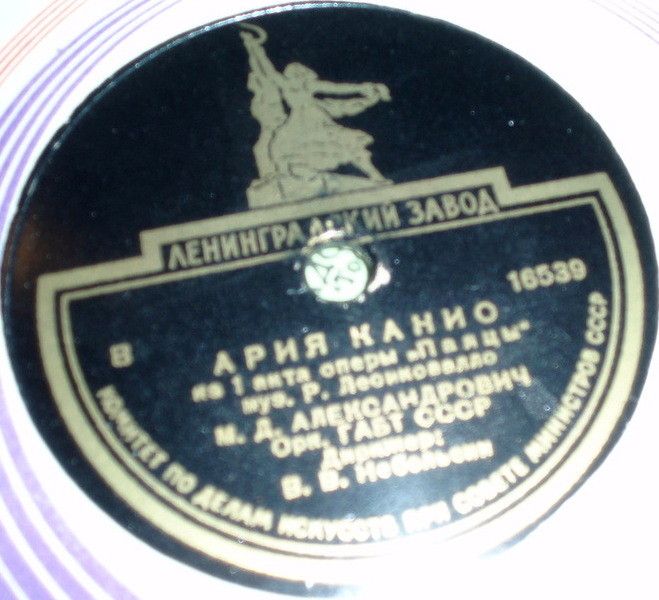 ЛЕНИНГРАДСКИЙ ЗАВОД
В
16539
АРИЯ КАНИО
из 1 акта оперы „Паяцы"
муз. Р. Леонковалло
М. Д. АЛЕКСАНДРОВИЧ
Орк. ГАБТ СССР
Дирижер:
В. В. Небольсин
КОМИТЕТ ПО ДЕЛАМ ИСКУССТВ ПРИ СОВЕТЕ МИНИСТРОВ СССР